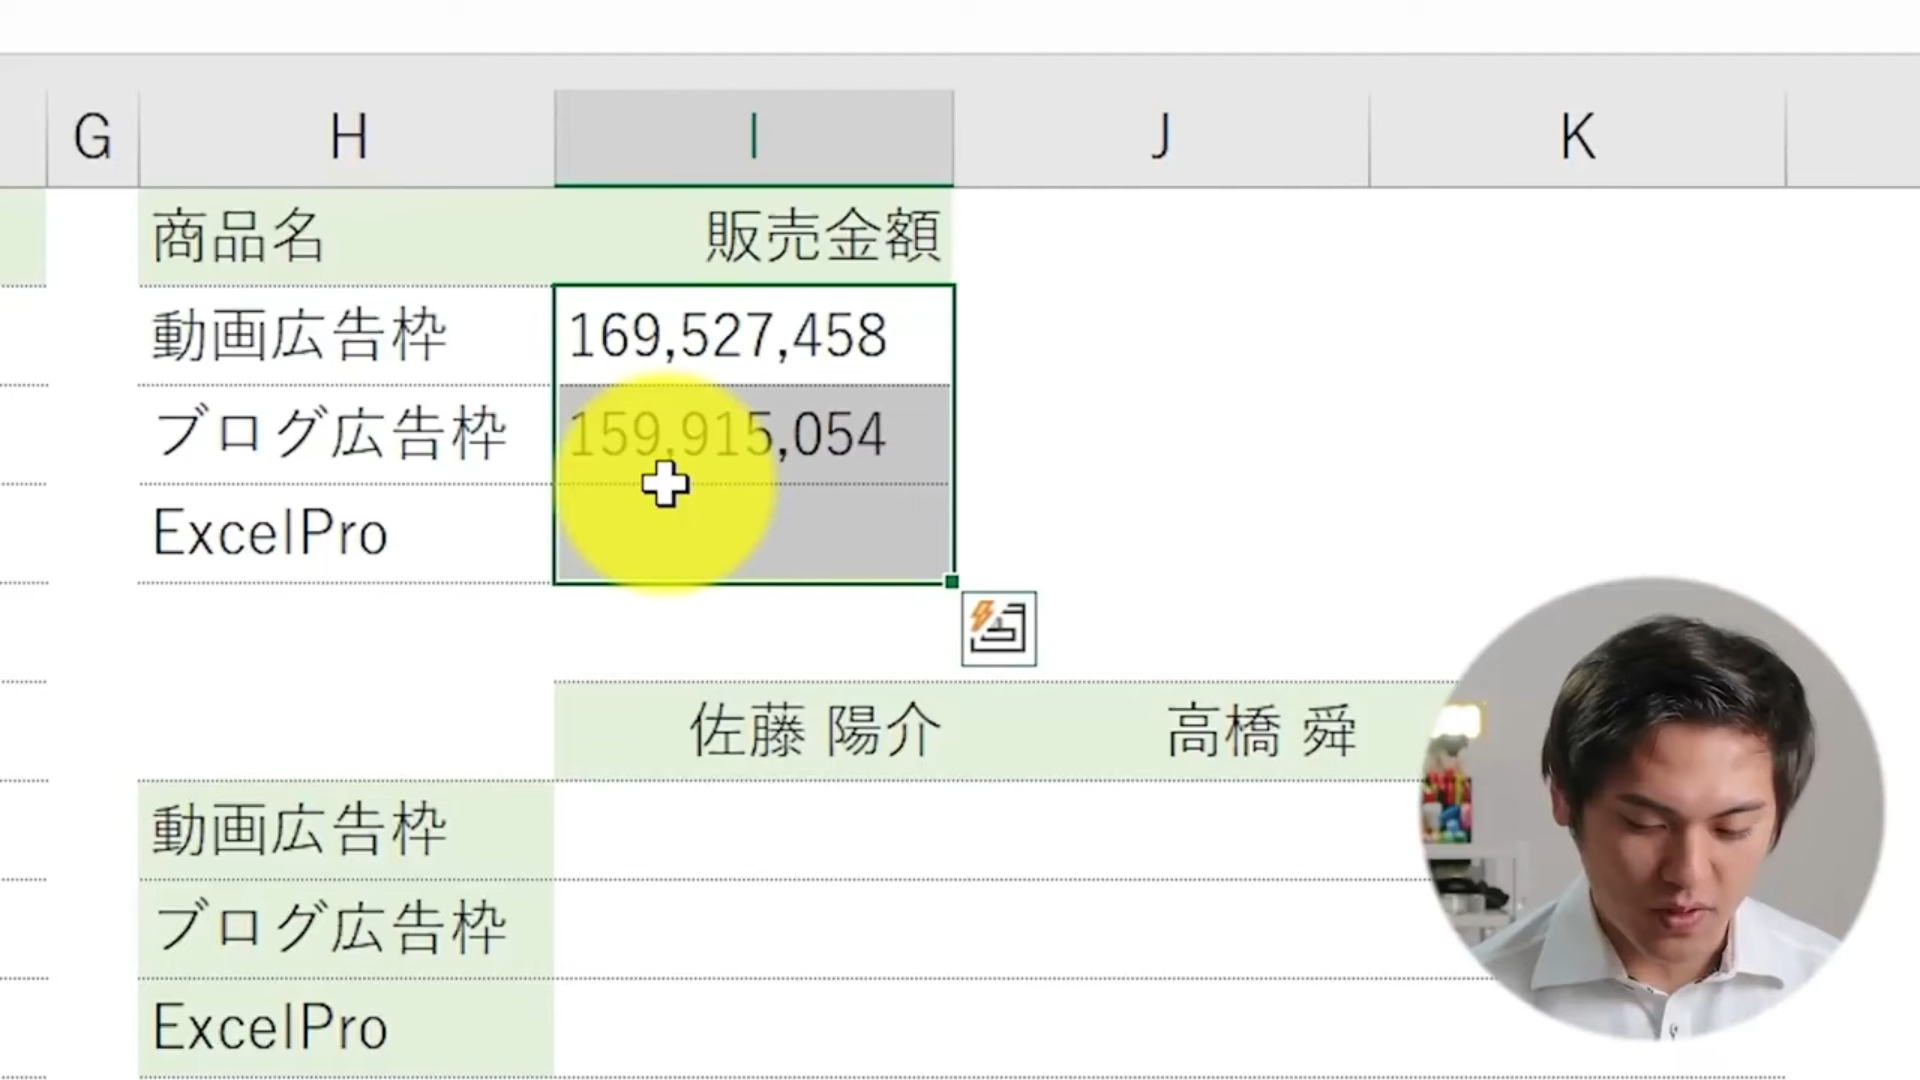 G H I J K
商品名 販売金額
動画広告枠 169,527,458
ブログ広告枠 159,915,054
ExcelPro
佐藤 陽介 高橋 舜
動画広告枠
ブログ広告枠
ExcelPro